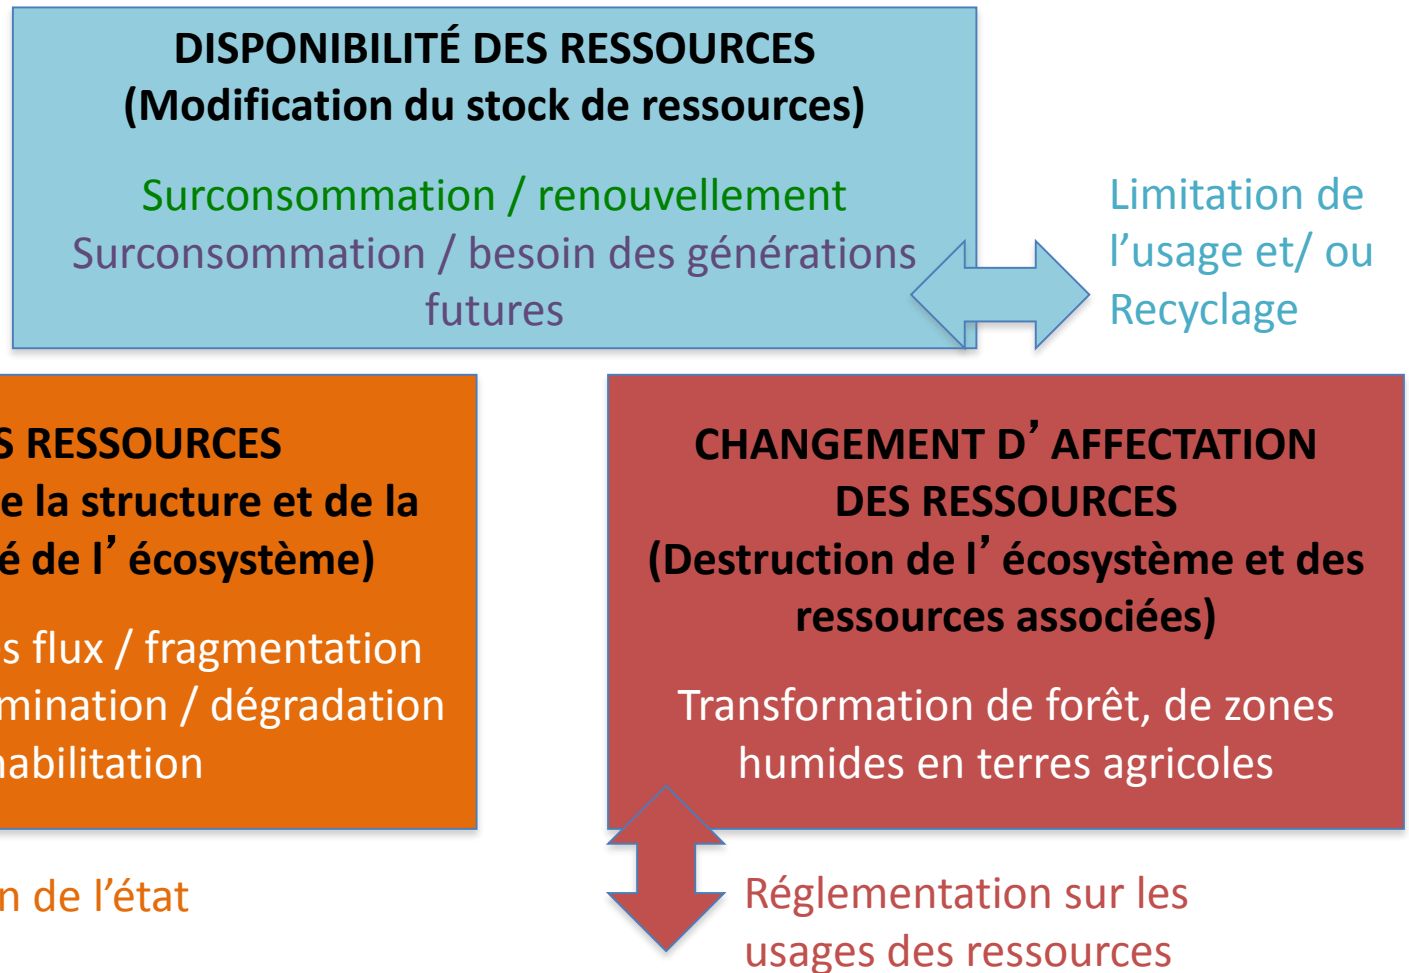 DISPONIBILITÉ DES RESSOURCES
(Modification du stock de ressources)
Surconsommation / renouvellement
Surconsommation / besoin des générations
futures
Limitation de
l’usage et/ ou
Recyclage
S RESSOURCES
e la structure et de la
é de l’ écosystème)
s flux / fragmentation
mination / dégradation
habilitation
n de l’état
CHANGEMENT D’ AFFECTATION
DES RESSOURCES
(Destruction de l’ écosystème et des
ressources associées)
Transformation de forêt, de zones
humides en terres agricoles
Réglementation sur les
usages des ressources